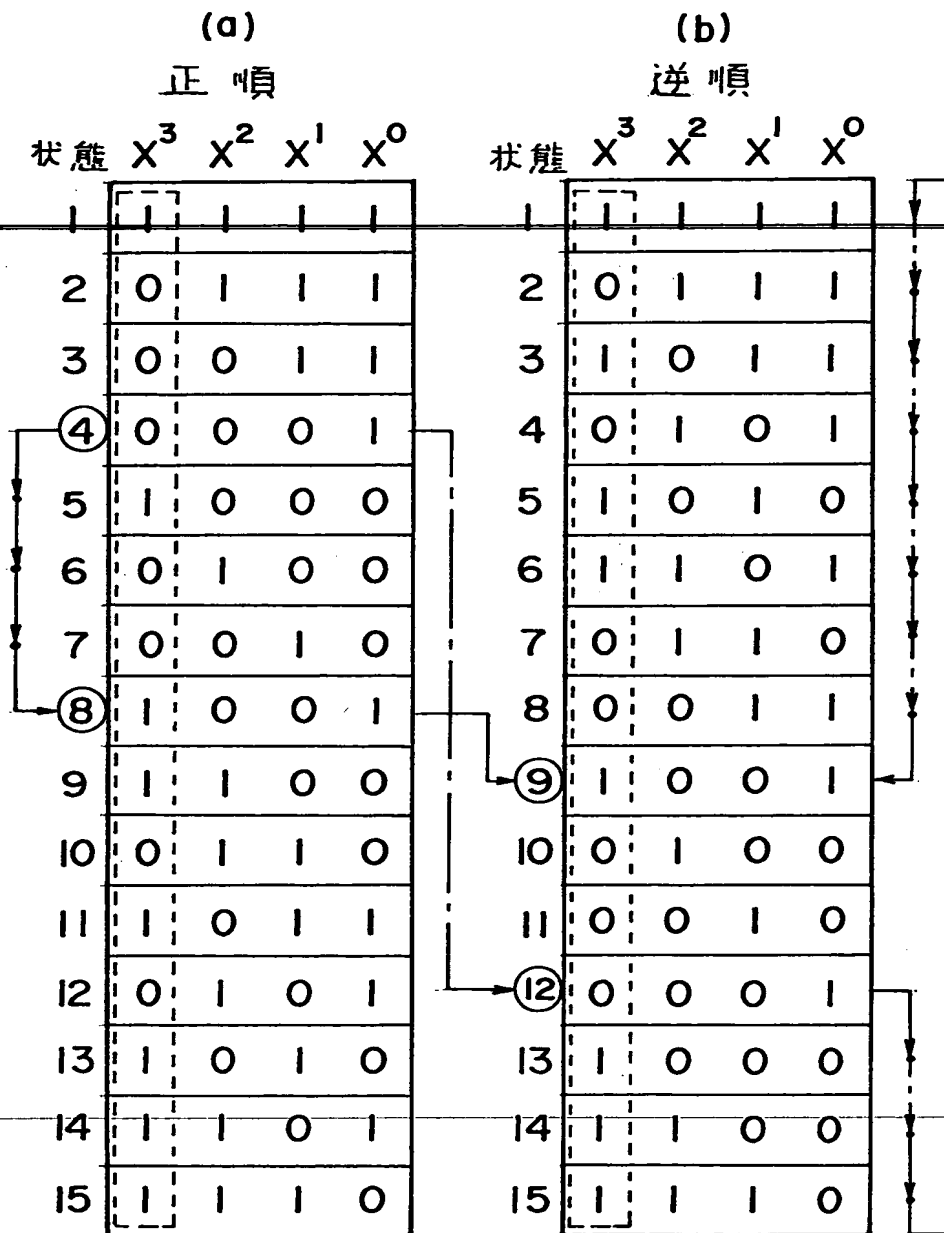 (a) (b)
正順 逆順
状態 X³ X² X¹ X⁰ 状態 X³ X² X¹ X⁰
1 1 1 1 1 1 1 1 1 1
2 0 1 1 1 2 0 1 1 1
3 0 0 1 1 3 1 0 1 1
④ 0 0 0 1 4 0 1 0 1
5 1 0 0 0 5 1 0 1 0
6 0 1 0 0 6 1 1 0 1
7 0 0 1 0 7 0 1 1 0
⑧ 1 0 0 1 8 0 0 1 1
9 1 1 0 0 ⑨ 1 0 0 1
10 0 1 1 0 10 0 1 0 0
11 1 0 1 1 11 0 0 1 0
12 0 1 0 1 ⑫ 0 0 0 1
13 1 0 1 0 13 1 0 0 0
14 1 1 0 1 14 1 1 0 0
15 1 1 1 0 15 1 1 1 0